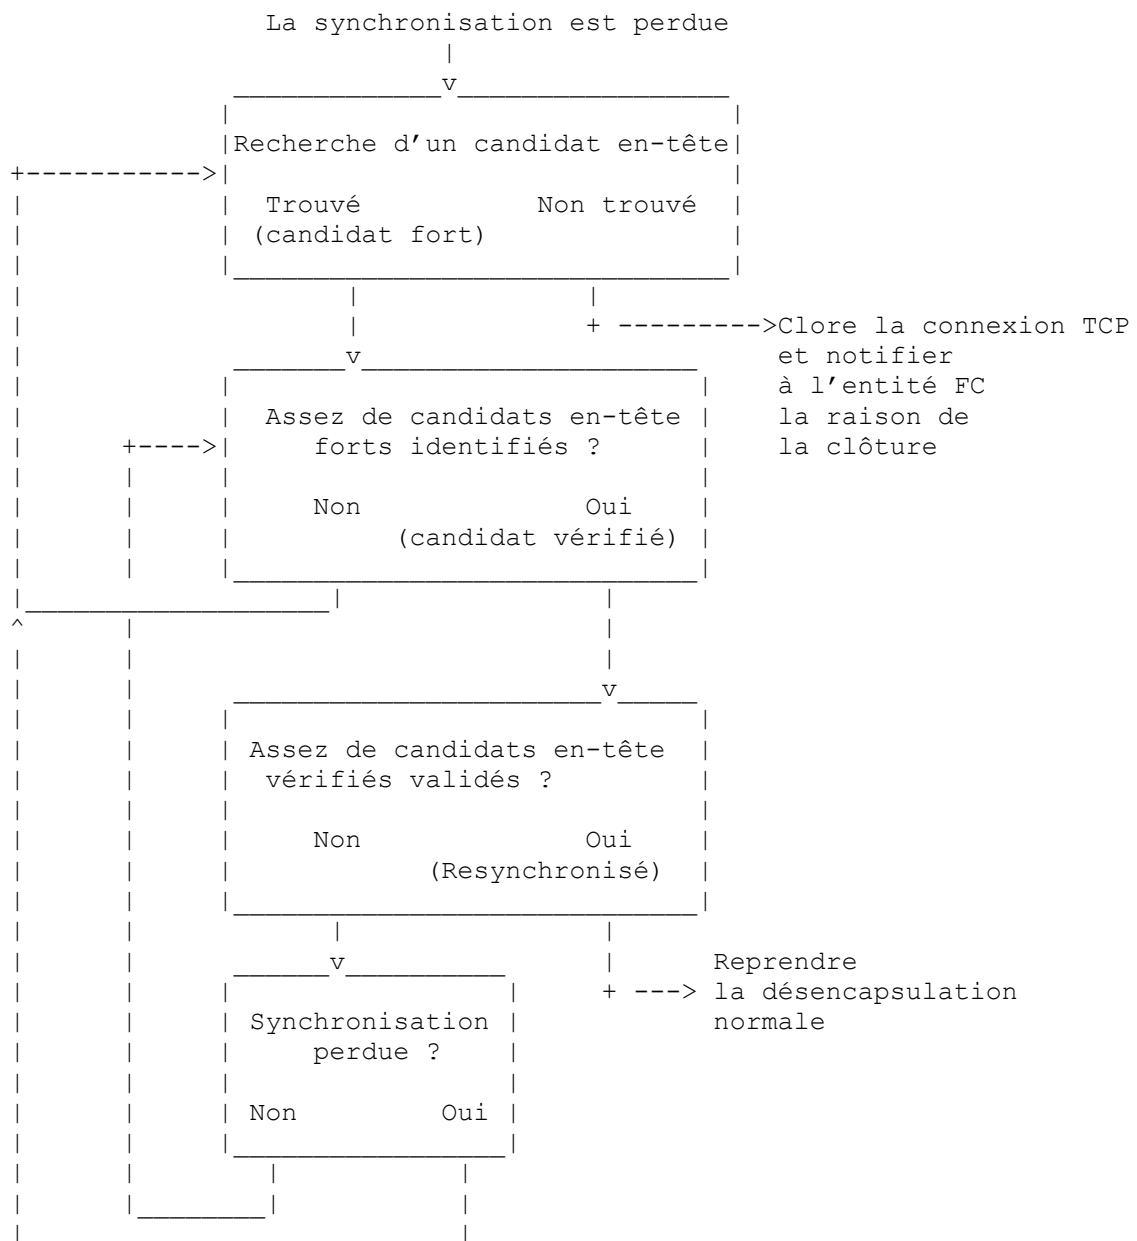 La synchronisation est perdue
Recherche d'un candidat en-tête
Trouvé Non trouvé
(candidat fort)
Clore la connexion TCP
et notifier
à l'entité FC
la raison de
la clôture
Assez de candidats en-tête
forts identifiés ?
Non Oui
(candidat vérifié)
Assez de candidats en-tête
vérifiés validés ?
Non Oui
(Resynchronisé)
Reprendre
la désencapsulation
normale
Synchronisation
perdue ?
Non Oui